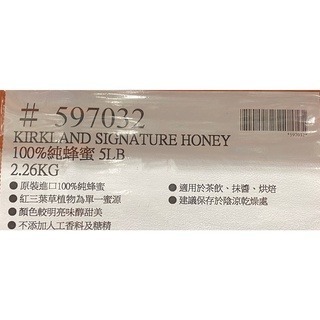 # 597032
KIRKLAND SIGNATURE HONEY
100%純蜂蜜 5LB
2.26KG
●原裝進口100%純蜂蜜
●紅三葉草植物為單一蜜源
●顏色較明亮味醇甜美
●不添加人工香料及糖精
●適用於茶飲、抹醬、烘焙
●建議保存於陰涼乾燥處